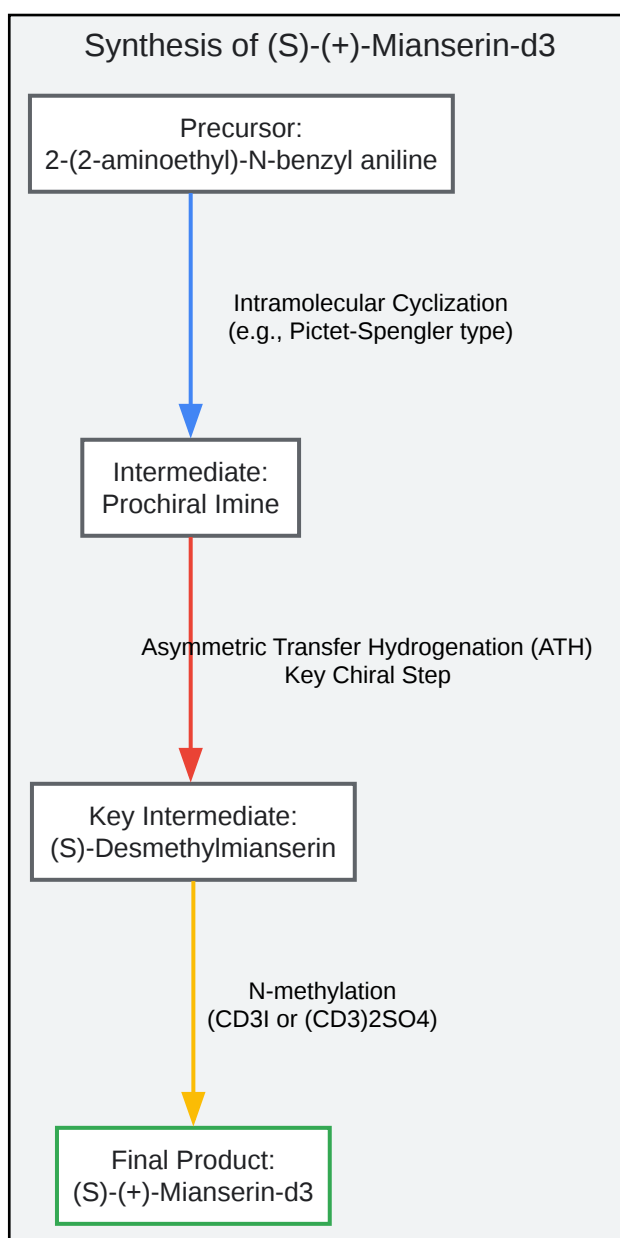 Synthesis of (S)-(+)-Mianserin-d3
Precursor:
2-(2-aminoethyl)-N-benzyl aniline
Intramolecular Cyclization
(e.g., Pictet-Spengler type)
Intermediate:
Prochiral Imine
Asymmetric Transfer Hydrogenation (ATH)
Key Chiral Step
Key Intermediate:
(S)-Desmethylmianserin
N-methylation
(CD3I or (CD3)2SO4)
Final Product:
(S)-(+)-Mianserin-d3